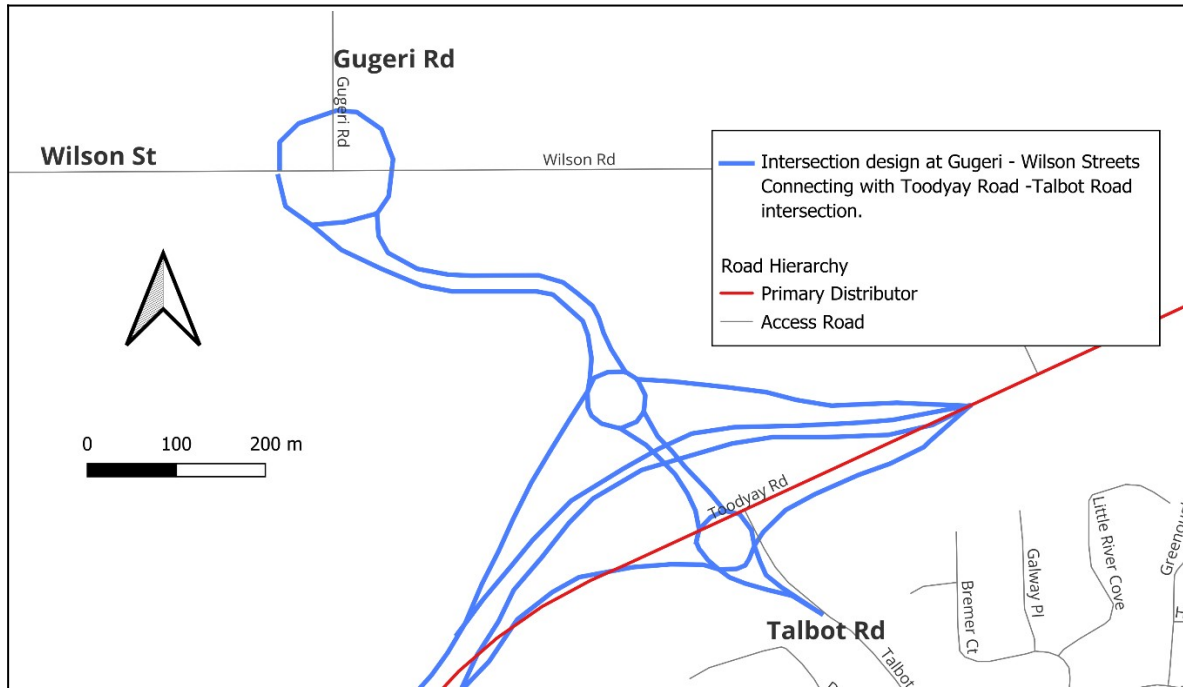 Gugeri Rd
Gugeri Rd
Wilson St
Wilson Rd
Intersection design at Gugeri - Wilson Streets
Connecting with Toodyay Road -Talbot Road
intersection.
Road Hierarchy
Primary Distributor
Access Road
0 100 200 m
Toodyay Rd
Talbot Rd
Talbot
Bremer Ct
Galway Pl
Little River Cove